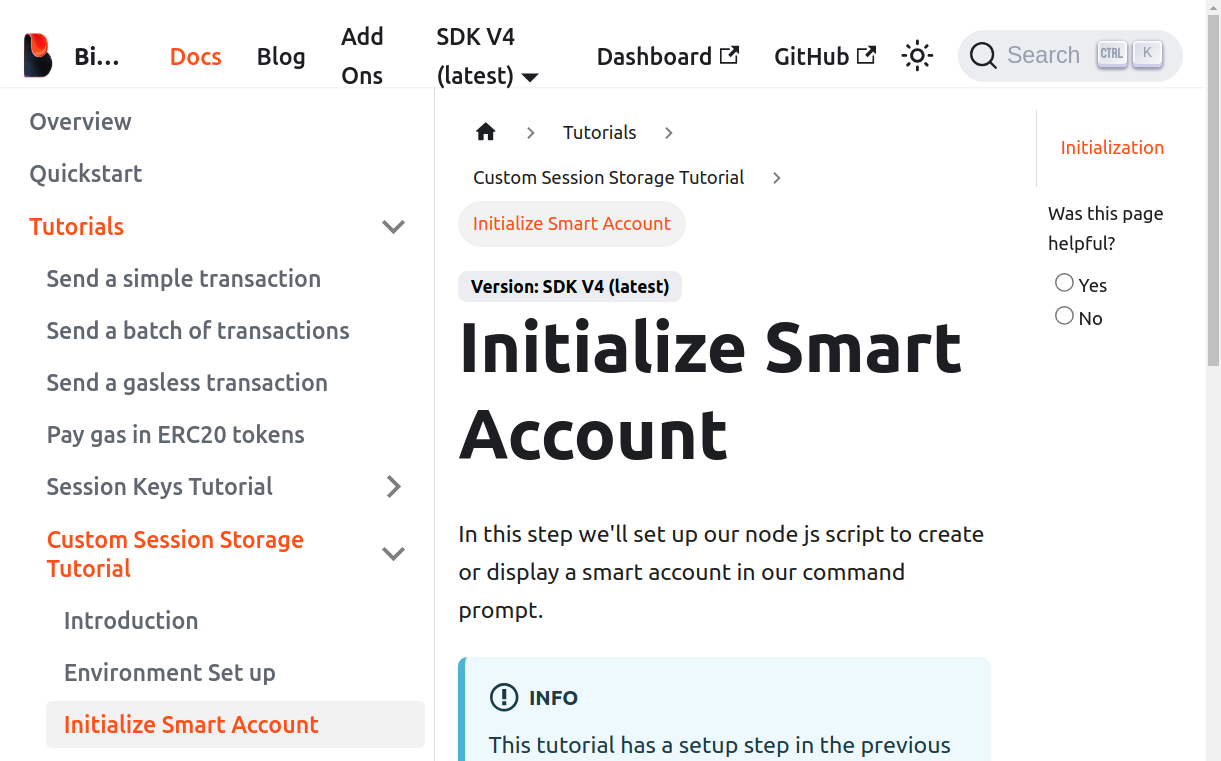 Bi... Docs Blog Add Ons SDK V4 (latest) Dashboard GitHub Search CTRL K
Overview
Quickstart
Tutorials
Send a simple transaction
Send a batch of transactions
Send a gasless transaction
Pay gas in ERC20 tokens
Session Keys Tutorial
Custom Session Storage
Tutorial
Introduction
Environment Set up
Initialize Smart Account
Tutorials
Custom Session Storage Tutorial
Initialize Smart Account
Version: SDK V4 (latest)
Initialize Smart
Account
In this step we'll set up our node js script to create
or display a smart account in our command
prompt.
INFO
This tutorial has a setup step in the previous
Initialization
Was this page
helpful?
Yes
No